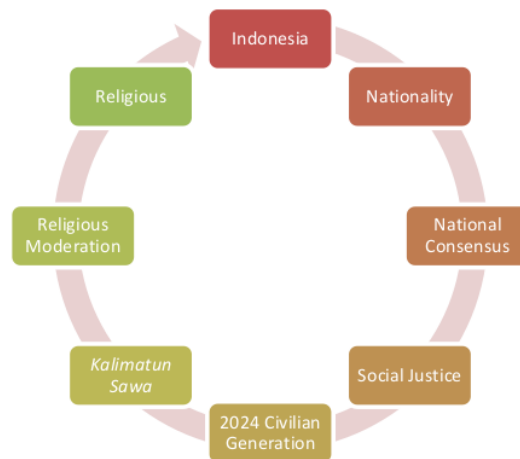 Indonesia
Nationality
National
Consensus
Social Justice
2024 Civilian
Generation
Kalimatun
Sawa
Religious
Moderation
Religious